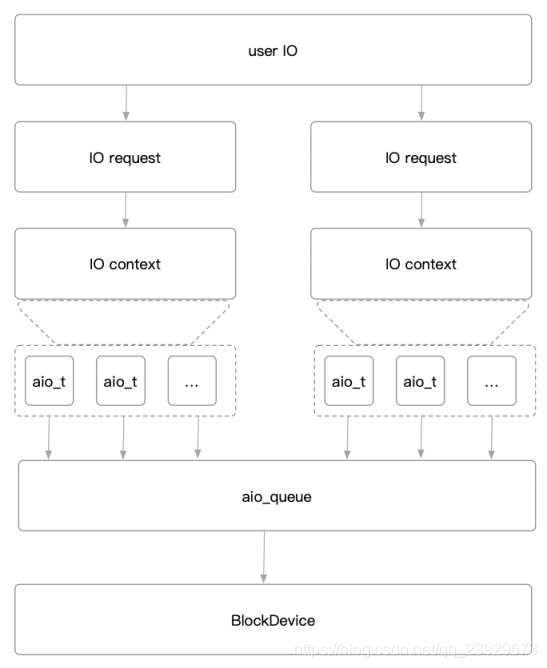 user IO
IO request
IO request
IO context
IO context
aio_t
aio_t
...
aio_t
aio_t
...
aio_queue
BlockDevice
https://blog.csdn.net/qq_23929673